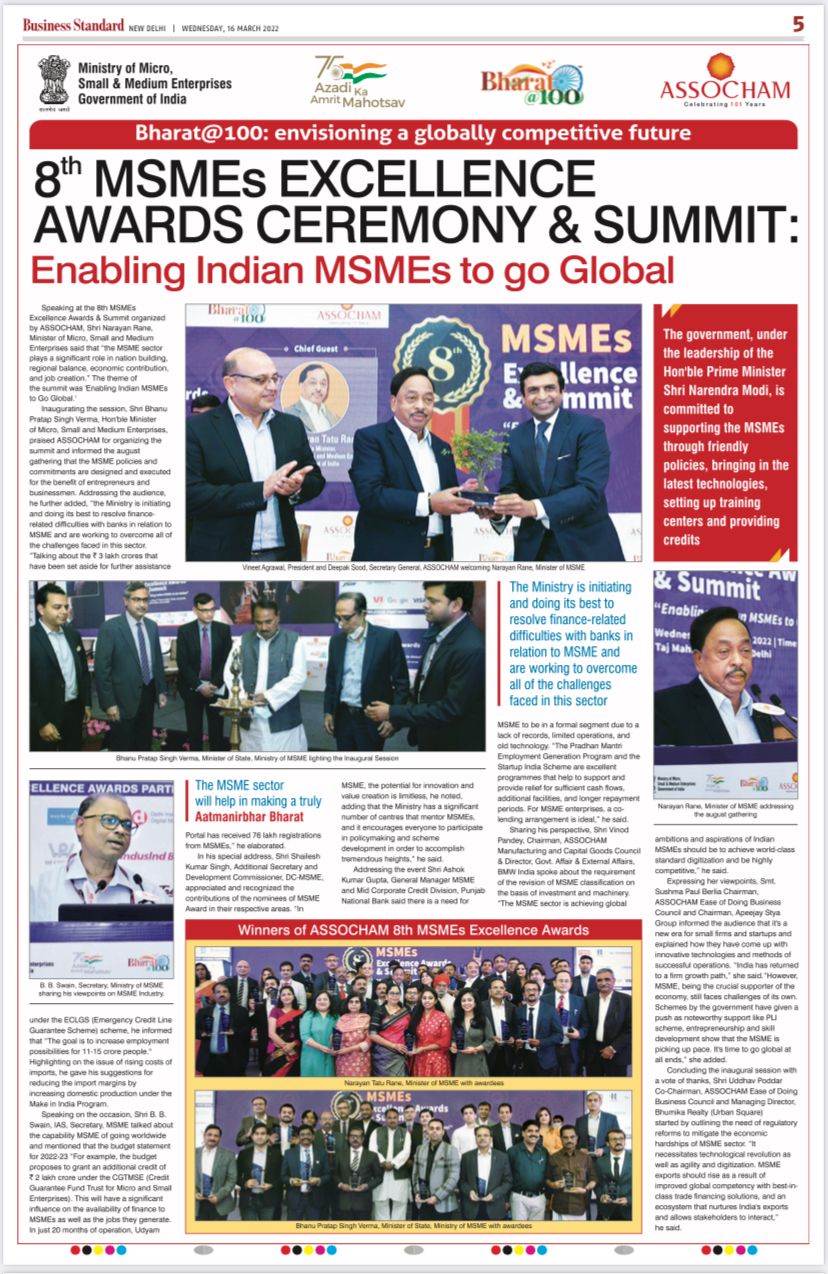 Business Standard NEW DELHI | WEDNESDAY, 16 MARCH 2022
5
Ministry of Micro,
Small & Medium Enterprises
Government of India
75
Azadi Ka
Amrit Mahotsav
Bharat
@100
ASSOCHAM
Celebrating 101 Years
Bharat@100: envisioning a globally competitive future
8th MSMEs EXCELLENCE
AWARDS CEREMONY & SUMMIT:
Enabling Indian MSMEs to go Global
Speaking at the 8th MSMEs
Excellence Awards & Summit organized
by ASSOCHAM, Shri Narayan Rane,
Minister of Micro, Small and Medium
Enterprises said that "the MSME sector
plays a significant role in nation building,
regional balance, economic contribution,
and job creation." The theme of
the summit was 'Enabling Indian MSMEs
to Go Global.'
Inaugurating the session, Shri Bhanu
Pratap Singh Verma, Hon'ble Minister
of Micro, Small and Medium Enterprises,
praised ASSOCHAM for organizing the
summit and informed the august
gathering that the MSME policies and
commitments are designed and executed
for the benefit of entrepreneurs and
businessmen. Addressing the audience,
he further added, "the Ministry is initiating
and doing its best to resolve finance-
related difficulties with banks in relation to
MSME and are working to overcome all of
the challenges faced in this sector.
"Talking about the ₹ 3 lakh crores that
have been set aside for further assistance
Bharat
@100
ASSOCHAM
Chief Guest
8th
MSMEs
Excellence
& Summit
Vineet Agrawal, President and Deepak Sood, Secretary General, ASSOCHAM welcoming Narayan Rane, Minister of MSME
The government, under
the leadership of the
Hon'ble Prime Minister
Shri Narendra Modi, is
committed to
supporting the MSMEs
through friendly
policies, bringing in the
latest technologies,
setting up training
centers and providing
credits
Google VISA
Bhanu Pratap Singh Verma, Minister of State, Ministry of MSME lighting the Inaugural Session
The Ministry is initiating
and doing its best to
resolve finance-related
difficulties with banks in
relation to MSME and
are working to overcome
all of the challenges
faced in this sector
& Summit
Narayan Rane, Minister of MSME addressing
the august gathering
ELLENCE AWARDS PARTI
B. B. Swain, Secretary, Ministry of MSME
sharing his viewpoints on MSME Industry.
under the ECLGS (Emergency Credit Line
Guarantee Scheme) scheme, he informed
that "The goal is to increase employment
possibilities for 11-15 crore people."
Highlighting on the issue of rising costs of
imports, he gave his suggestions for
reducing the import margins by
increasing domestic production under the
Make in India Program.
Speaking on the occasion, Shri B. B.
Swain, IAS, Secretary, MSME talked about
the capability MSME of going worldwide
and mentioned that the budget statement
for 2022-23 "For example, the budget
proposes to grant an additional credit of
₹ 2 lakh crore under the CGTMSE (Credit
Guarantee Fund Trust for Micro and Small
Enterprises). This will have a significant
influence on the availability of finance to
MSMEs as well as the jobs they generate.
In just 20 months of operation, Udyam
The MSME sector
will help in making a truly
Aatmanirbhar Bharat
Portal has received 76 lakh registrations
from MSMEs," he elaborated.
In his special address, Shri Shailesh
Kumar Singh, Additional Secretary and
Development Commissioner, DC-MSME,
appreciated and recognized the
contributions of the nominees of MSME
Award in their respective areas. "In
MSME, the potential for innovation and
value creation is limitless, he noted,
adding that the Ministry has a significant
number of centres that mentor MSMEs,
and it encourages everyone to participate
in policymaking and scheme
development in order to accomplish
tremendous heights," he said.
Addressing the event Shri Ashok
Kumar Gupta, General Manager MSME
and Mid Corporate Credit Division, Punjab
National Bank said there is a need for
MSME to be in a formal segment due to a
lack of records, limited operations, and
old technology. "The Pradhan Mantri
Employment Generation Program and the
Startup India Scheme are excellent
programmes that help to support and
provide relief for sufficient cash flows,
additional facilities, and longer repayment
periods. For MSME enterprises, a co-
lending arrangement is ideal," he said.
Sharing his perspective, Shri Vinod
Pandey, Chairman, ASSOCHAM
Manufacturing and Capital Goods Council
& Director, Govt. Affair & External Affairs,
BMW India spoke about the requirement
of the revision of MSME classification on
the basis of investment and machinery.
"The MSME sector is achieving global
ambitions and aspirations of Indian
MSMEs should be to achieve world-class
standard digitization and be highly
competitive," he said.
Expressing her viewpoints, Smt.
Sushma Paul Berlia Chairman,
ASSOCHAM Ease of Doing Business
Council and Chairman, Apeejay Stya
Group informed the audience that it's a
new era for small firms and startups and
explained how they have come up with
innovative technologies and methods of
successful operations. "India has returned
to a firm growth path," she said."However,
MSME, being the crucial supporter of the
economy, still faces challenges of its own.
Schemes by the government have given a
push as noteworthy support like PLI
scheme, entrepreneurship and skill
development show that the MSME is
picking up pace. It's time to go global at
all ends," she added.
Concluding the inaugural session with
a vote of thanks, Shri Uddhav Poddar
Co-Chairman, ASSOCHAM Ease of Doing
Business Council and Managing Director,
Bhumika Realty (Urban Square)
started by outlining the need of regulatory
reforms to mitigate the economic
hardships of MSME sector. "It
necessitates technological revolution as
well as agility and digitization. MSME
exports should rise as a result of
improved global competency with best-in-
class trade financing solutions, and an
ecosystem that nurtures India's exports
and allows stakeholders to interact,"
he said.
Winners of ASSOCHAM 8th MSMEs Excellence Awards
MSMEs
Narayan Tatu Rane, Minister of MSME with awardees
MSMEs
Bhanu Pratap Singh Verma, Minister of State, Ministry of MSME with awardees